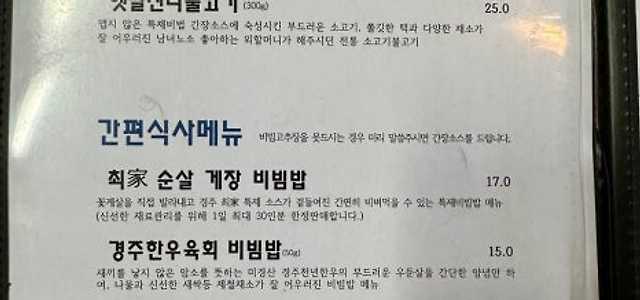 (300g) 25.0
맵지 않은 특제비법 간장소스에 숙성시킨 부드러운 소고기, 쫄깃한 떡과 다양한 채소가
잘 어우러진 남녀노소 좋아하는 외할머니가 해주시던 전통 소고기불고기
간편식사메뉴 비빔고추장을 못드시는 경우 미리 말씀주시면 간장소스를 드립니다.
최家 순살 게장 비빔밥 17.0
꽃게살을 직접 발라내고 경주 최家 특제 소스가 곁들어진 간편히 비벼먹을 수 있는 특제비빔밥 메뉴
(신선한 재료관리를 위해 1일 최대 30인분 한정판매합니다.)
경주한우육회 비빔밥(50g) 15.0
새끼를 낳지 않은 암소를 뜻하는 미경산 경주천년한우의 부드러운 우둔살을 간단한 양념만 하
여, 나물과 신선한 새싹등 제철채소가 잘 어우러진 비빔밥 메뉴